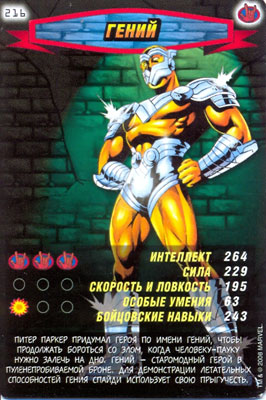 216
ГЕНИЙ
ИНТЕЛЛЕКТ 264
СИЛА 229
СКОРОСТЬ И ЛОВКОСТЬ 195
ОСОБЫЕ УМЕНИЯ 63
БОЙЦОВСКИЕ НАВЫКИ 243
ПИТЕР ПАРКЕР ПРИДУМАЛ ГЕРОЯ ПО ИМЕНИ ГЕНИЙ, ЧТОБЫ
ПРОДОЛЖАТЬ БОРОТЬСЯ СО ЗЛОМ, КОГДА ЧЕЛОВЕКУ-ПАУКУ
НУЖНО ЗАЛЕЧЬ НА ДНО. ГЕНИЙ – СТАРОМОДНЫЙ ГЕРОЙ В
ПУЛЕНЕПРОБИВАЕМОЙ БРОНЕ. ДЛЯ ДЕМОНСТРАЦИИ ЛЕТАТЕЛЬНЫХ
СПОСОБНОСТЕЙ ГЕНИЯ СПАЙДИ ИСПОЛЬЗУЕТ СВОЮ ПРЫГУЧЕСТЬ.
TM & © 2008 MARVEL